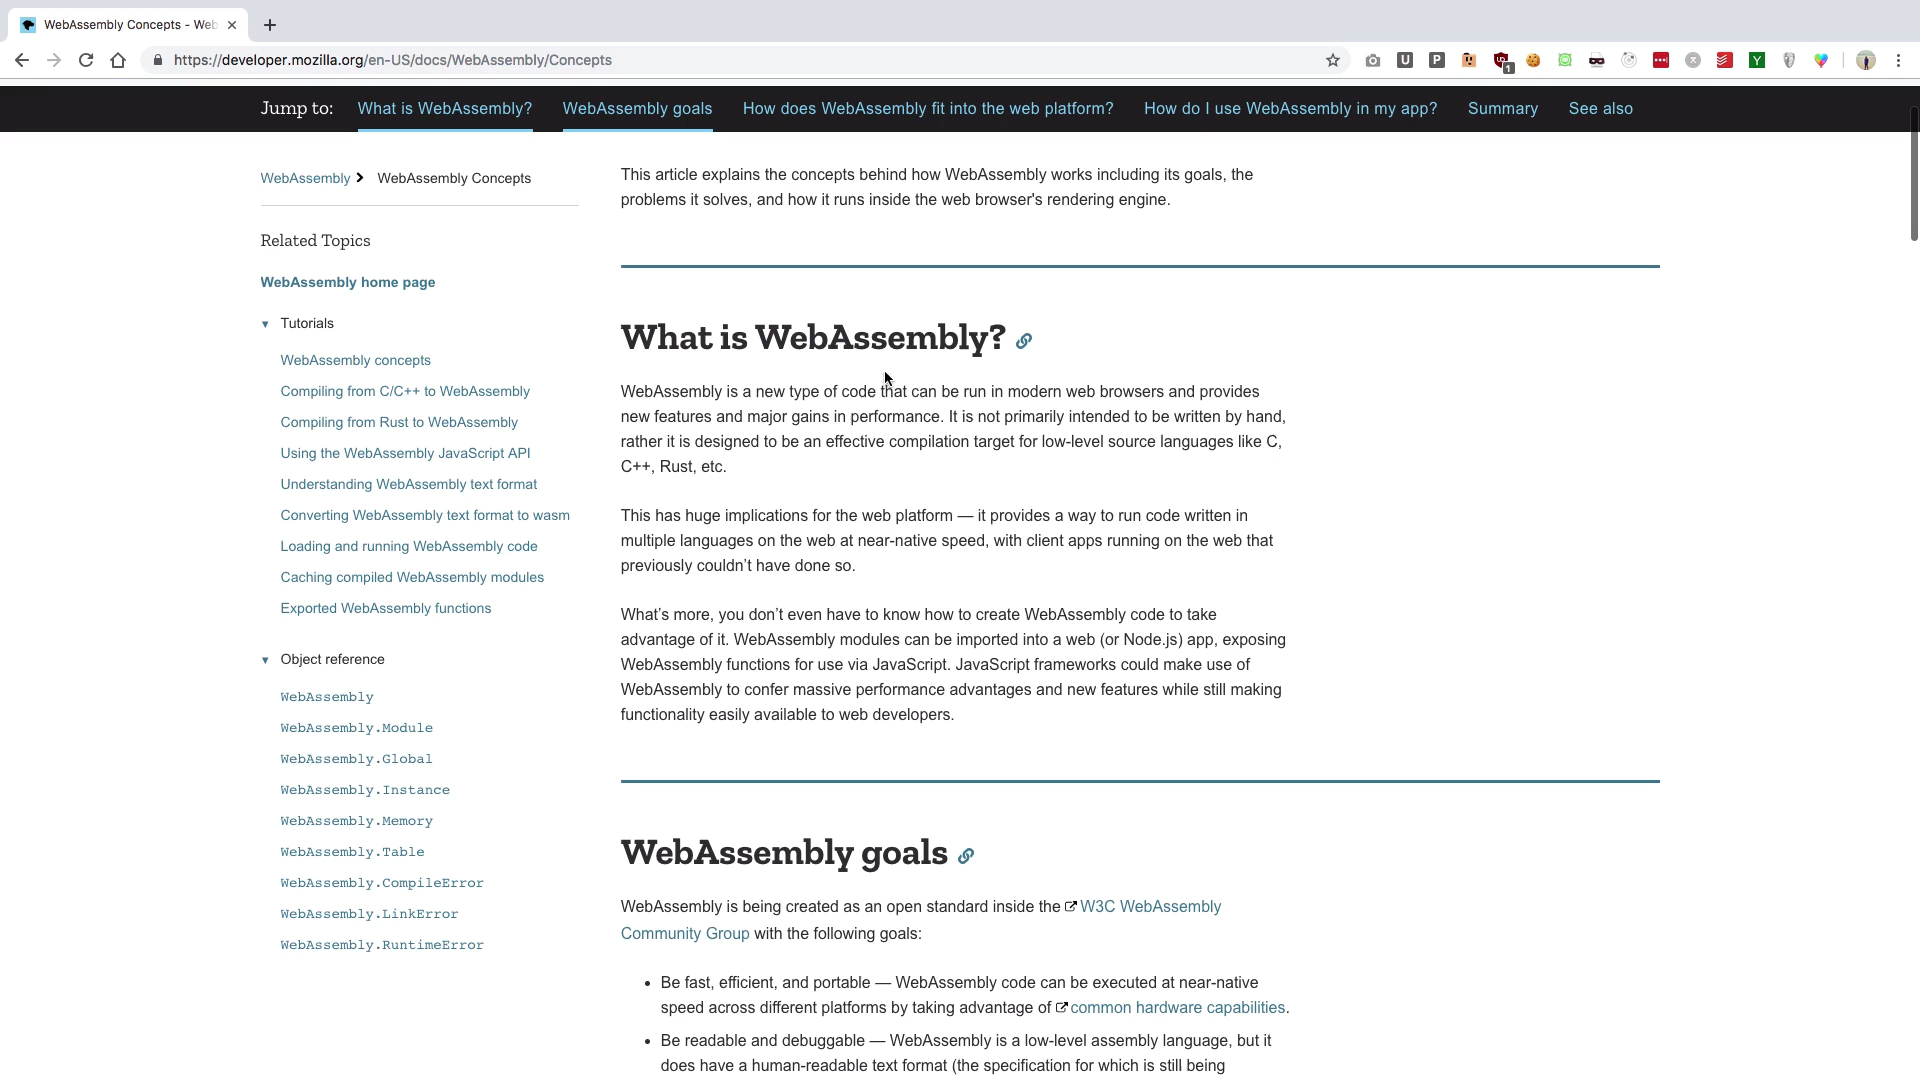 WebAssembly Concepts - Web
https://developer.mozilla.org/en-US/docs/WebAssembly/Concepts
U
P
1
Y
Jump to:
What is WebAssembly?
WebAssembly goals
How does WebAssembly fit into the web platform?
How do I use WebAssembly in my app?
Summary
See also
WebAssembly
WebAssembly Concepts
Related Topics
WebAssembly home page
Tutorials
WebAssembly concepts
Compiling from C/C++ to WebAssembly
Compiling from Rust to WebAssembly
Using the WebAssembly JavaScript API
Understanding WebAssembly text format
Converting WebAssembly text format to wasm
Loading and running WebAssembly code
Caching compiled WebAssembly modules
Exported WebAssembly functions
Object reference
WebAssembly
WebAssembly.Module
WebAssembly.Global
WebAssembly.Instance
WebAssembly.Memory
WebAssembly.Table
WebAssembly.CompileError
WebAssembly.LinkError
WebAssembly.RuntimeError
This article explains the concepts behind how WebAssembly works including its goals, the
problems it solves, and how it runs inside the web browser's rendering engine.
What is WebAssembly?
WebAssembly is a new type of code that can be run in modern web browsers and provides
new features and major gains in performance. It is not primarily intended to be written by hand,
rather it is designed to be an effective compilation target for low-level source languages like C,
C++, Rust, etc.
This has huge implications for the web platform — it provides a way to run code written in
multiple languages on the web at near-native speed, with client apps running on the web that
previously couldn’t have done so.
What’s more, you don’t even have to know how to create WebAssembly code to take
advantage of it. WebAssembly modules can be imported into a web (or Node.js) app, exposing
WebAssembly functions for use via JavaScript. JavaScript frameworks could make use of
WebAssembly to confer massive performance advantages and new features while still making
functionality easily available to web developers.
WebAssembly goals
WebAssembly is being created as an open standard inside the W3C WebAssembly
Community Group with the following goals:
• Be fast, efficient, and portable — WebAssembly code can be executed at near-native
speed across different platforms by taking advantage of common hardware capabilities.
• Be readable and debuggable — WebAssembly is a low-level assembly language, but it
does have a human-readable text format (the specification for which is still being